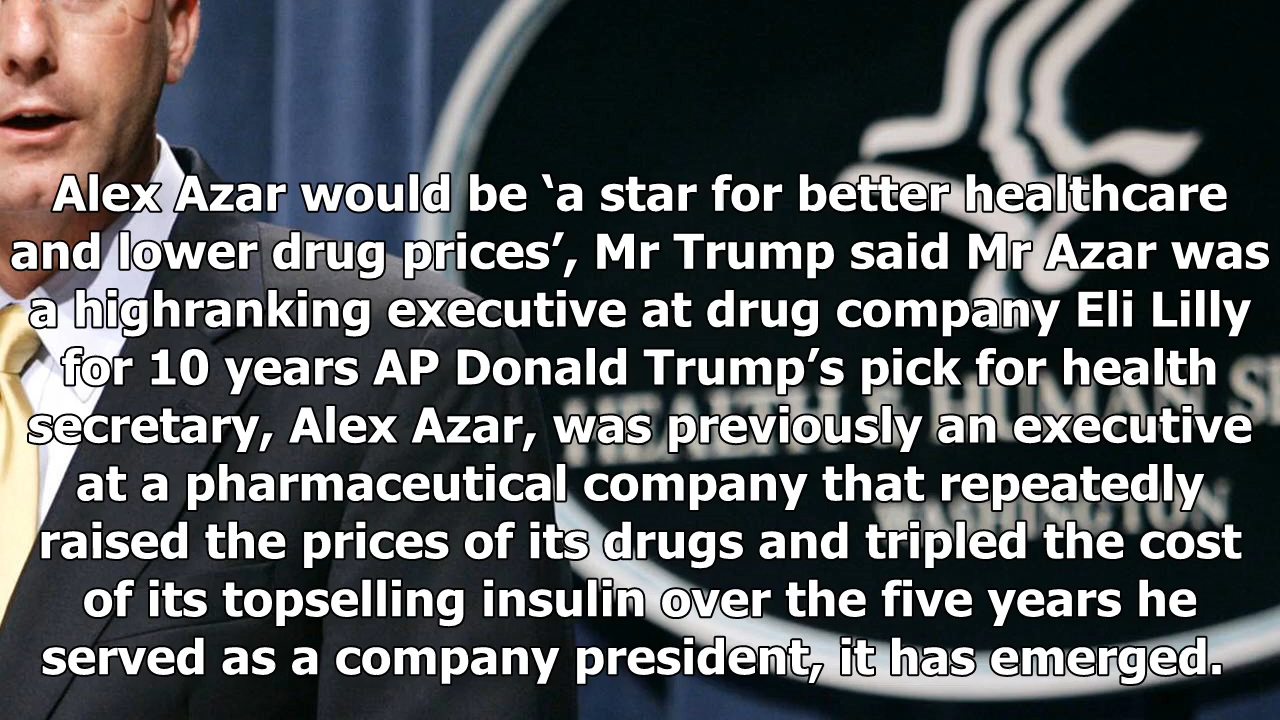 Alex Azar would be ‘a star for better healthcare
and lower drug prices’, Mr Trump said Mr Azar was
a highranking executive at drug company Eli Lilly
for 10 years AP Donald Trump’s pick for health
secretary, Alex Azar, was previously an executive
at a pharmaceutical company that repeatedly
raised the prices of its drugs and tripled the cost
of its topselling insulin over the five years he
served as a company president, it has emerged.
HEALTH & HUMAN
WASHINGTON